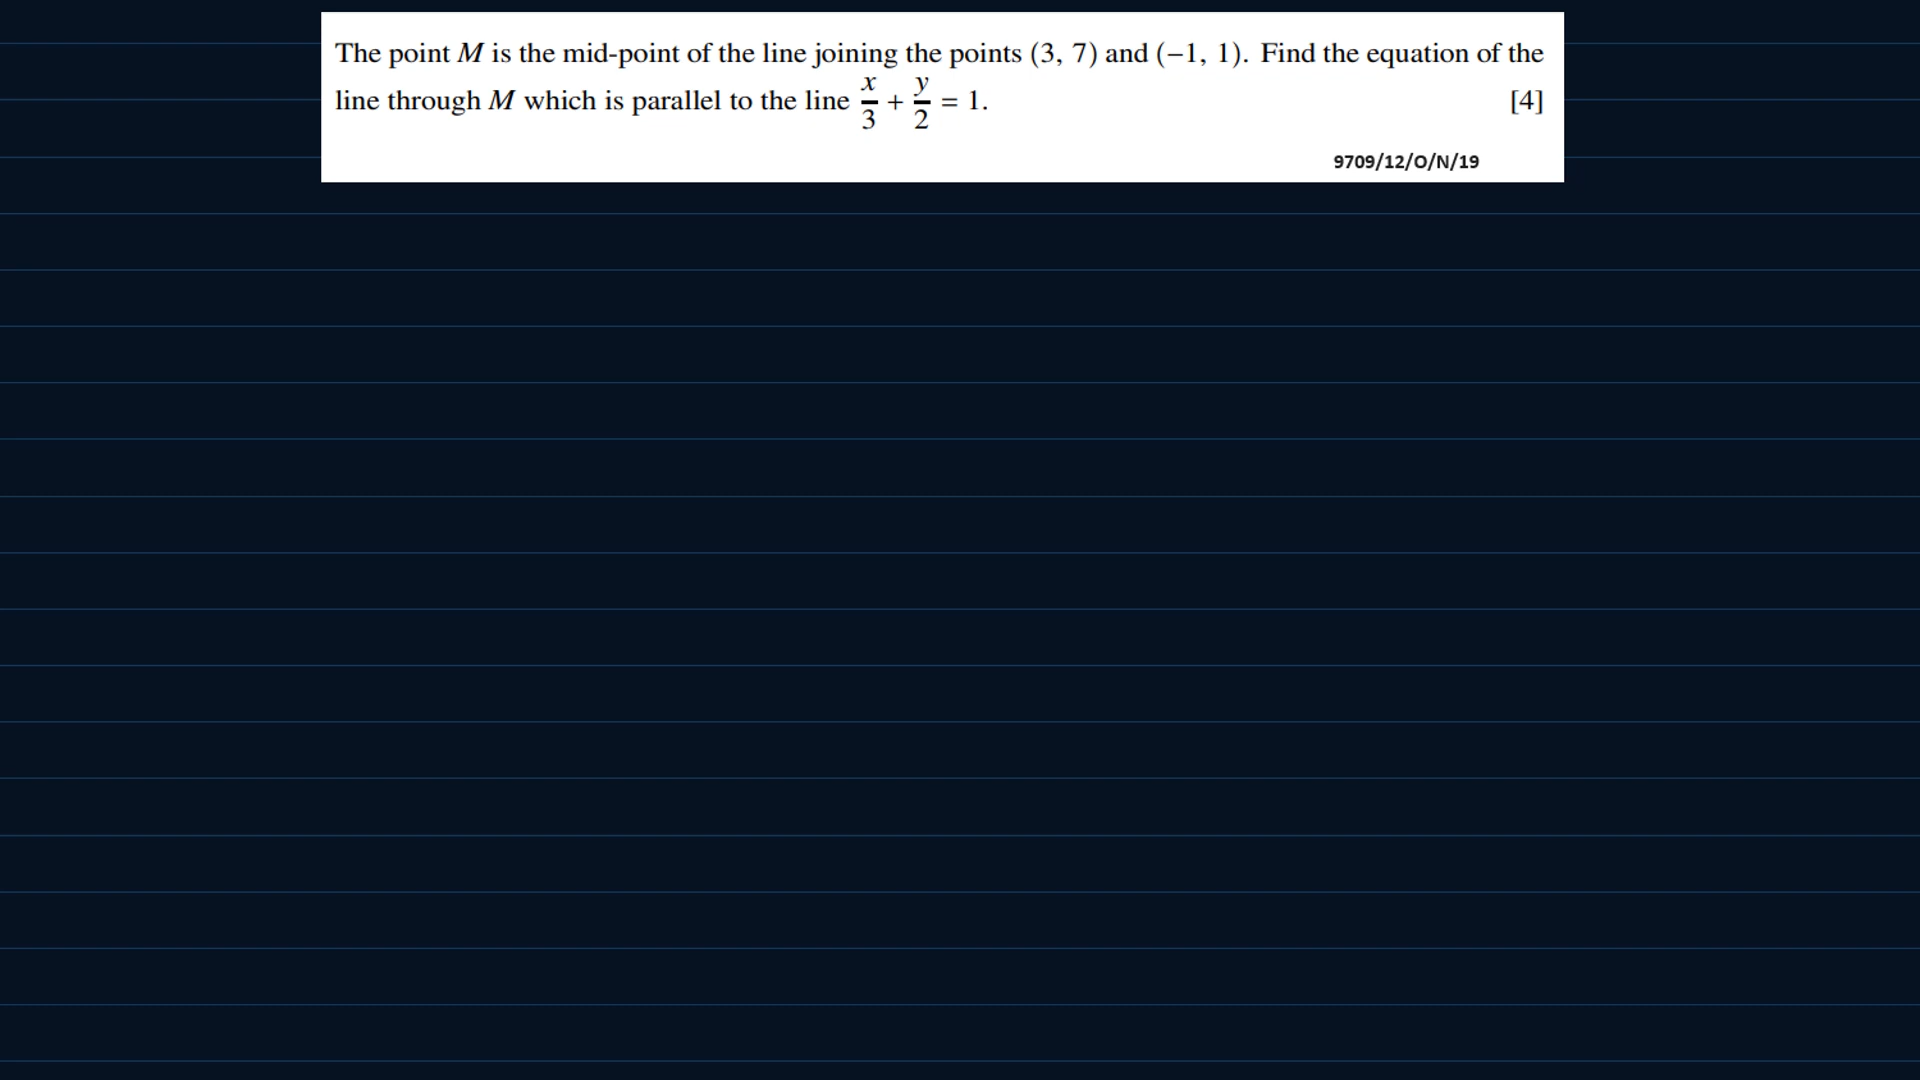 The point M is the mid-point of the line joining the points (3, 7) and (−1, 1). Find the equation of the
line through M which is parallel to the line x/3 + y/2 = 1. [4]
9709/12/O/N/19